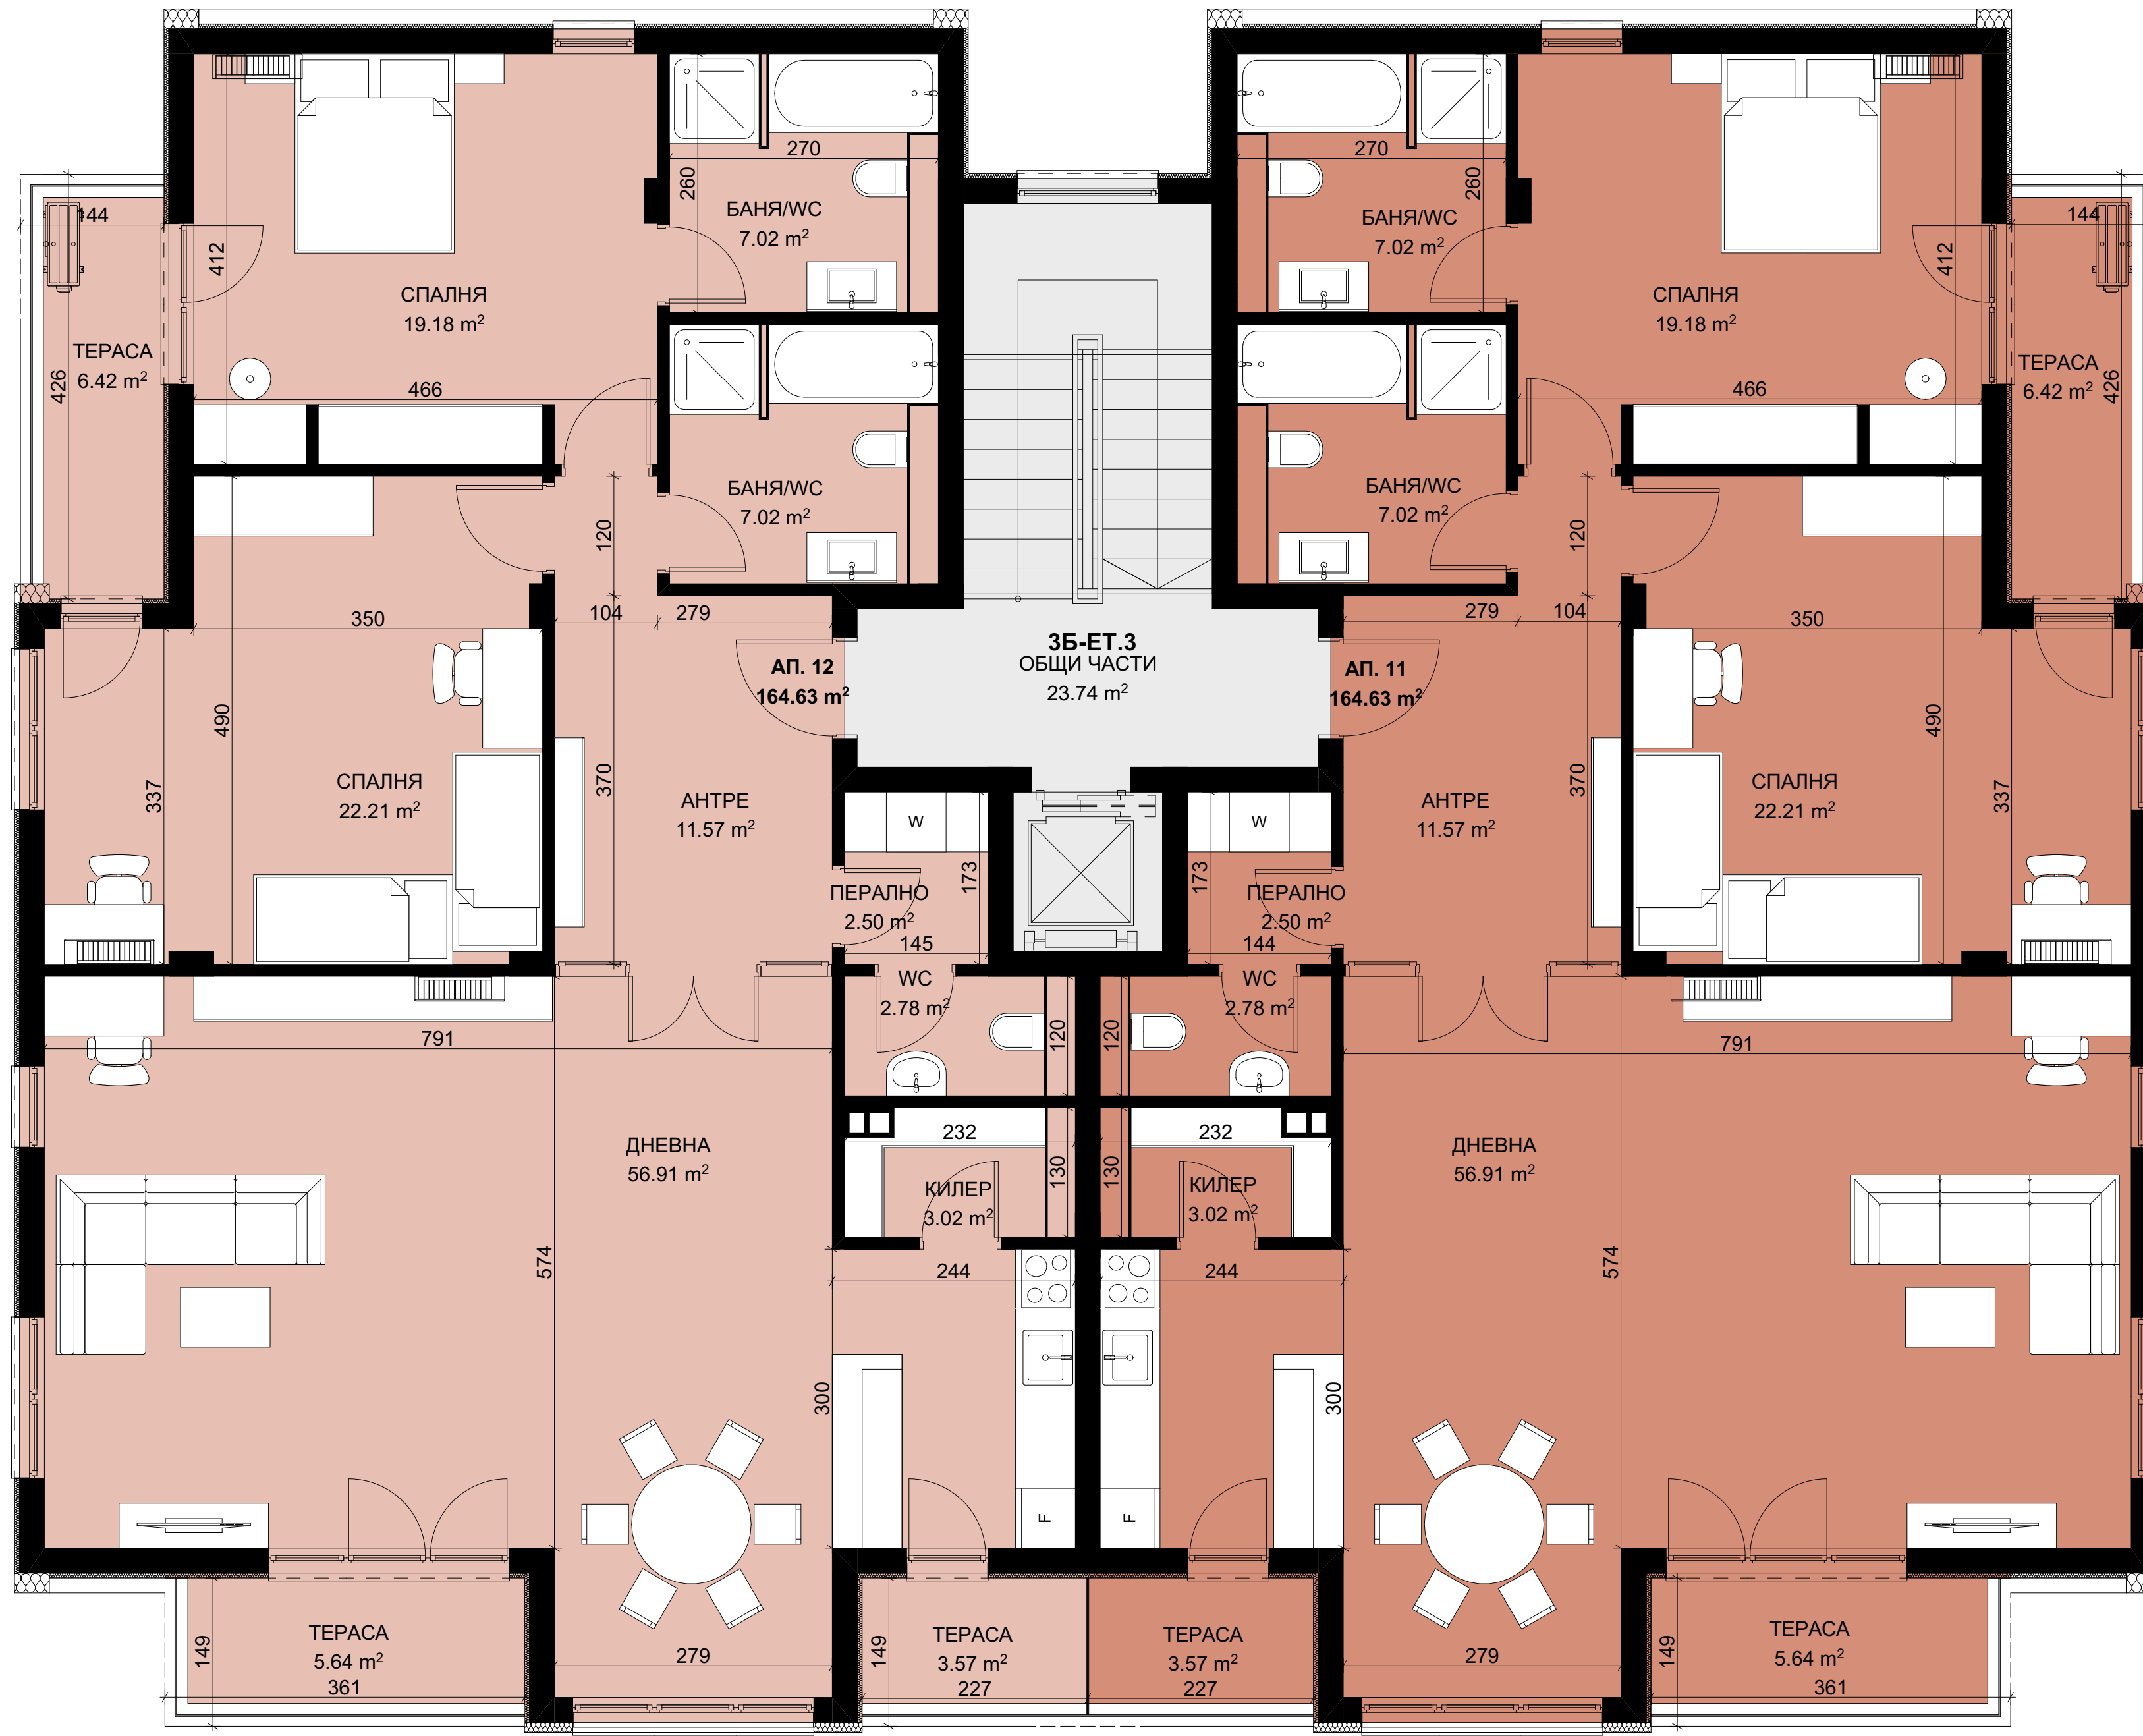 270
260
БАНЯ/WC
7.02 m²
144
412
СПАЛНЯ
19.18 m²
ТЕРАСА
6.42 m²
426
466
БАНЯ/WC
7.02 m²
120
350
104
279
АП. 12
164.63 m²
490
337
СПАЛНЯ
22.21 m²
370
АНТРЕ
11.57 m²
W
173
ПЕРАЛНО
2.50 m²
145
WC
2.78 m²
120
791
ДНЕВНА
56.91 m²
232
130
КИЛЕР
3.02 m²
574
244
300
F
ТЕРАСА
5.64 m²
149
361
279
ТЕРАСА
3.57 m²
149
227
3Б-ЕТ.3
ОБЩИ ЧАСТИ
23.74 m²
270
260
БАНЯ/WC
7.02 m²
144
412
СПАЛНЯ
19.18 m²
ТЕРАСА
6.42 m²
426
466
БАНЯ/WC
7.02 m²
120
279
104
350
АП. 11
164.63 m²
490
337
СПАЛНЯ
22.21 m²
370
АНТРЕ
11.57 m²
W
173
ПЕРАЛНО
2.50 m²
144
WC
2.78 m²
120
791
ДНЕВНА
56.91 m²
232
130
КИЛЕР
3.02 m²
574
244
300
F
ТЕРАСА
3.57 m²
227
279
ТЕРАСА
5.64 m²
149
361